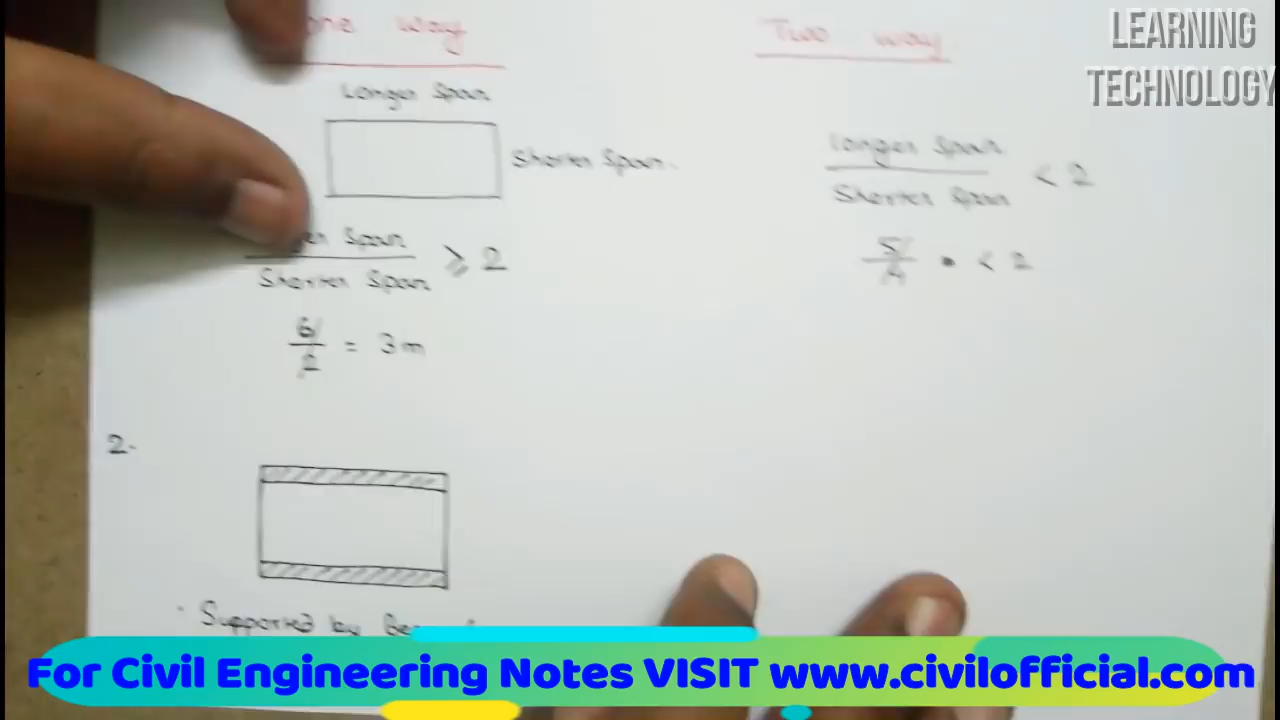 one way
Longer Span
Shorter Span.
Span
Shorter Span
≥ 2
6/
2
= 3m
2.
Supported by
Two way.
Longer Span
Shorter Span
< 2
5/
4
• < 2
LEARNING
TECHNOLOGY
For Civil Engineering Notes VISIT www.civilofficial.com